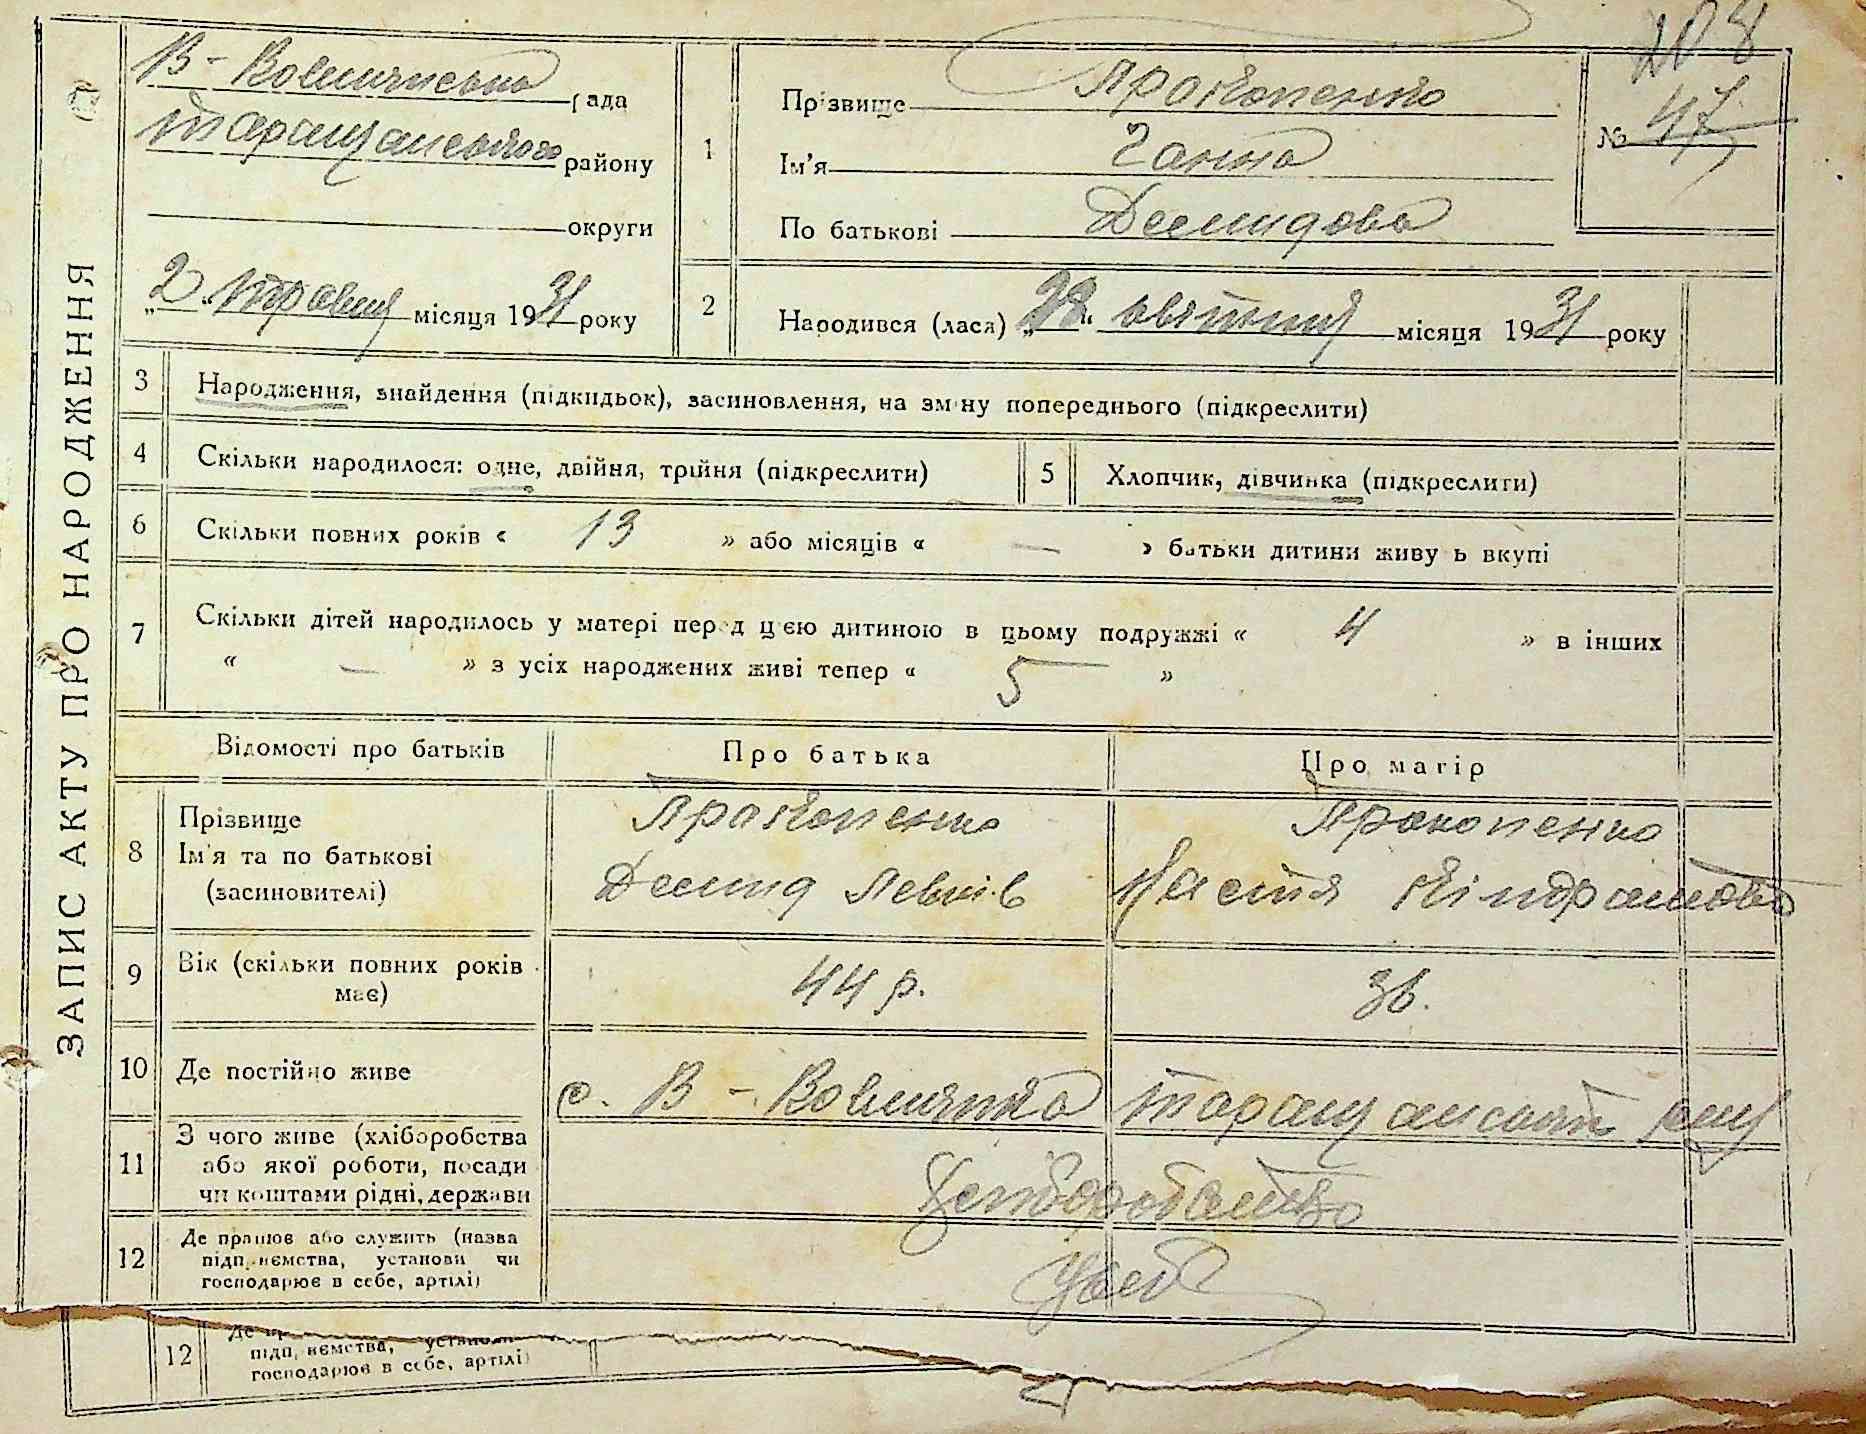 208
ЗАПИС АКТУ ПРО НАРОДЖЕННЯ
В-Вовнянська рада
Таращанського району
округи
„2“ травня місяця 1931 року
1
Прізвище Прокопенко
Ім'я Ганна
По батькові Демидова
№ 47
2
Народився (лася) „28“ квітня місяця 1931 року
3 Народження, знайдення (підкидьок), засиновлення, на зміну попереднього (підкреслити)
4 Скільки народилося: одне, двійня, трійня (підкреслити)
5 Хлопчик, дівчинка (підкреслити)
6 Скільки повних років « 13 » або місяців « — » батьки дитини живуть вкупі
7 Скільки дітей народилось у матері перед цією дитиною в цьому подружжі « 4 » в інших
« — » з усіх народжених живі тепер « 5 »
Відомості про батьків Про батька Про матір
8 Прізвище
Ім'я та по батькові
(засиновителі)
Прокопенко
Демид Левків
Прокопенко
Настя Кіндратова
9 Вік (скільки повних років
має)
44 р. 36.
10 Де постійно живе с. В-Вовнянка Таращанськ
11 З чого живе (хліборобства
або якої роботи, посади
чи коштами рідні, держави
Хліборобство
12 Де працює або служить (назва
підприємства, установи чи
господарює в себе, артілі)
12
підприємства, установи
господарює в себе, артілі)